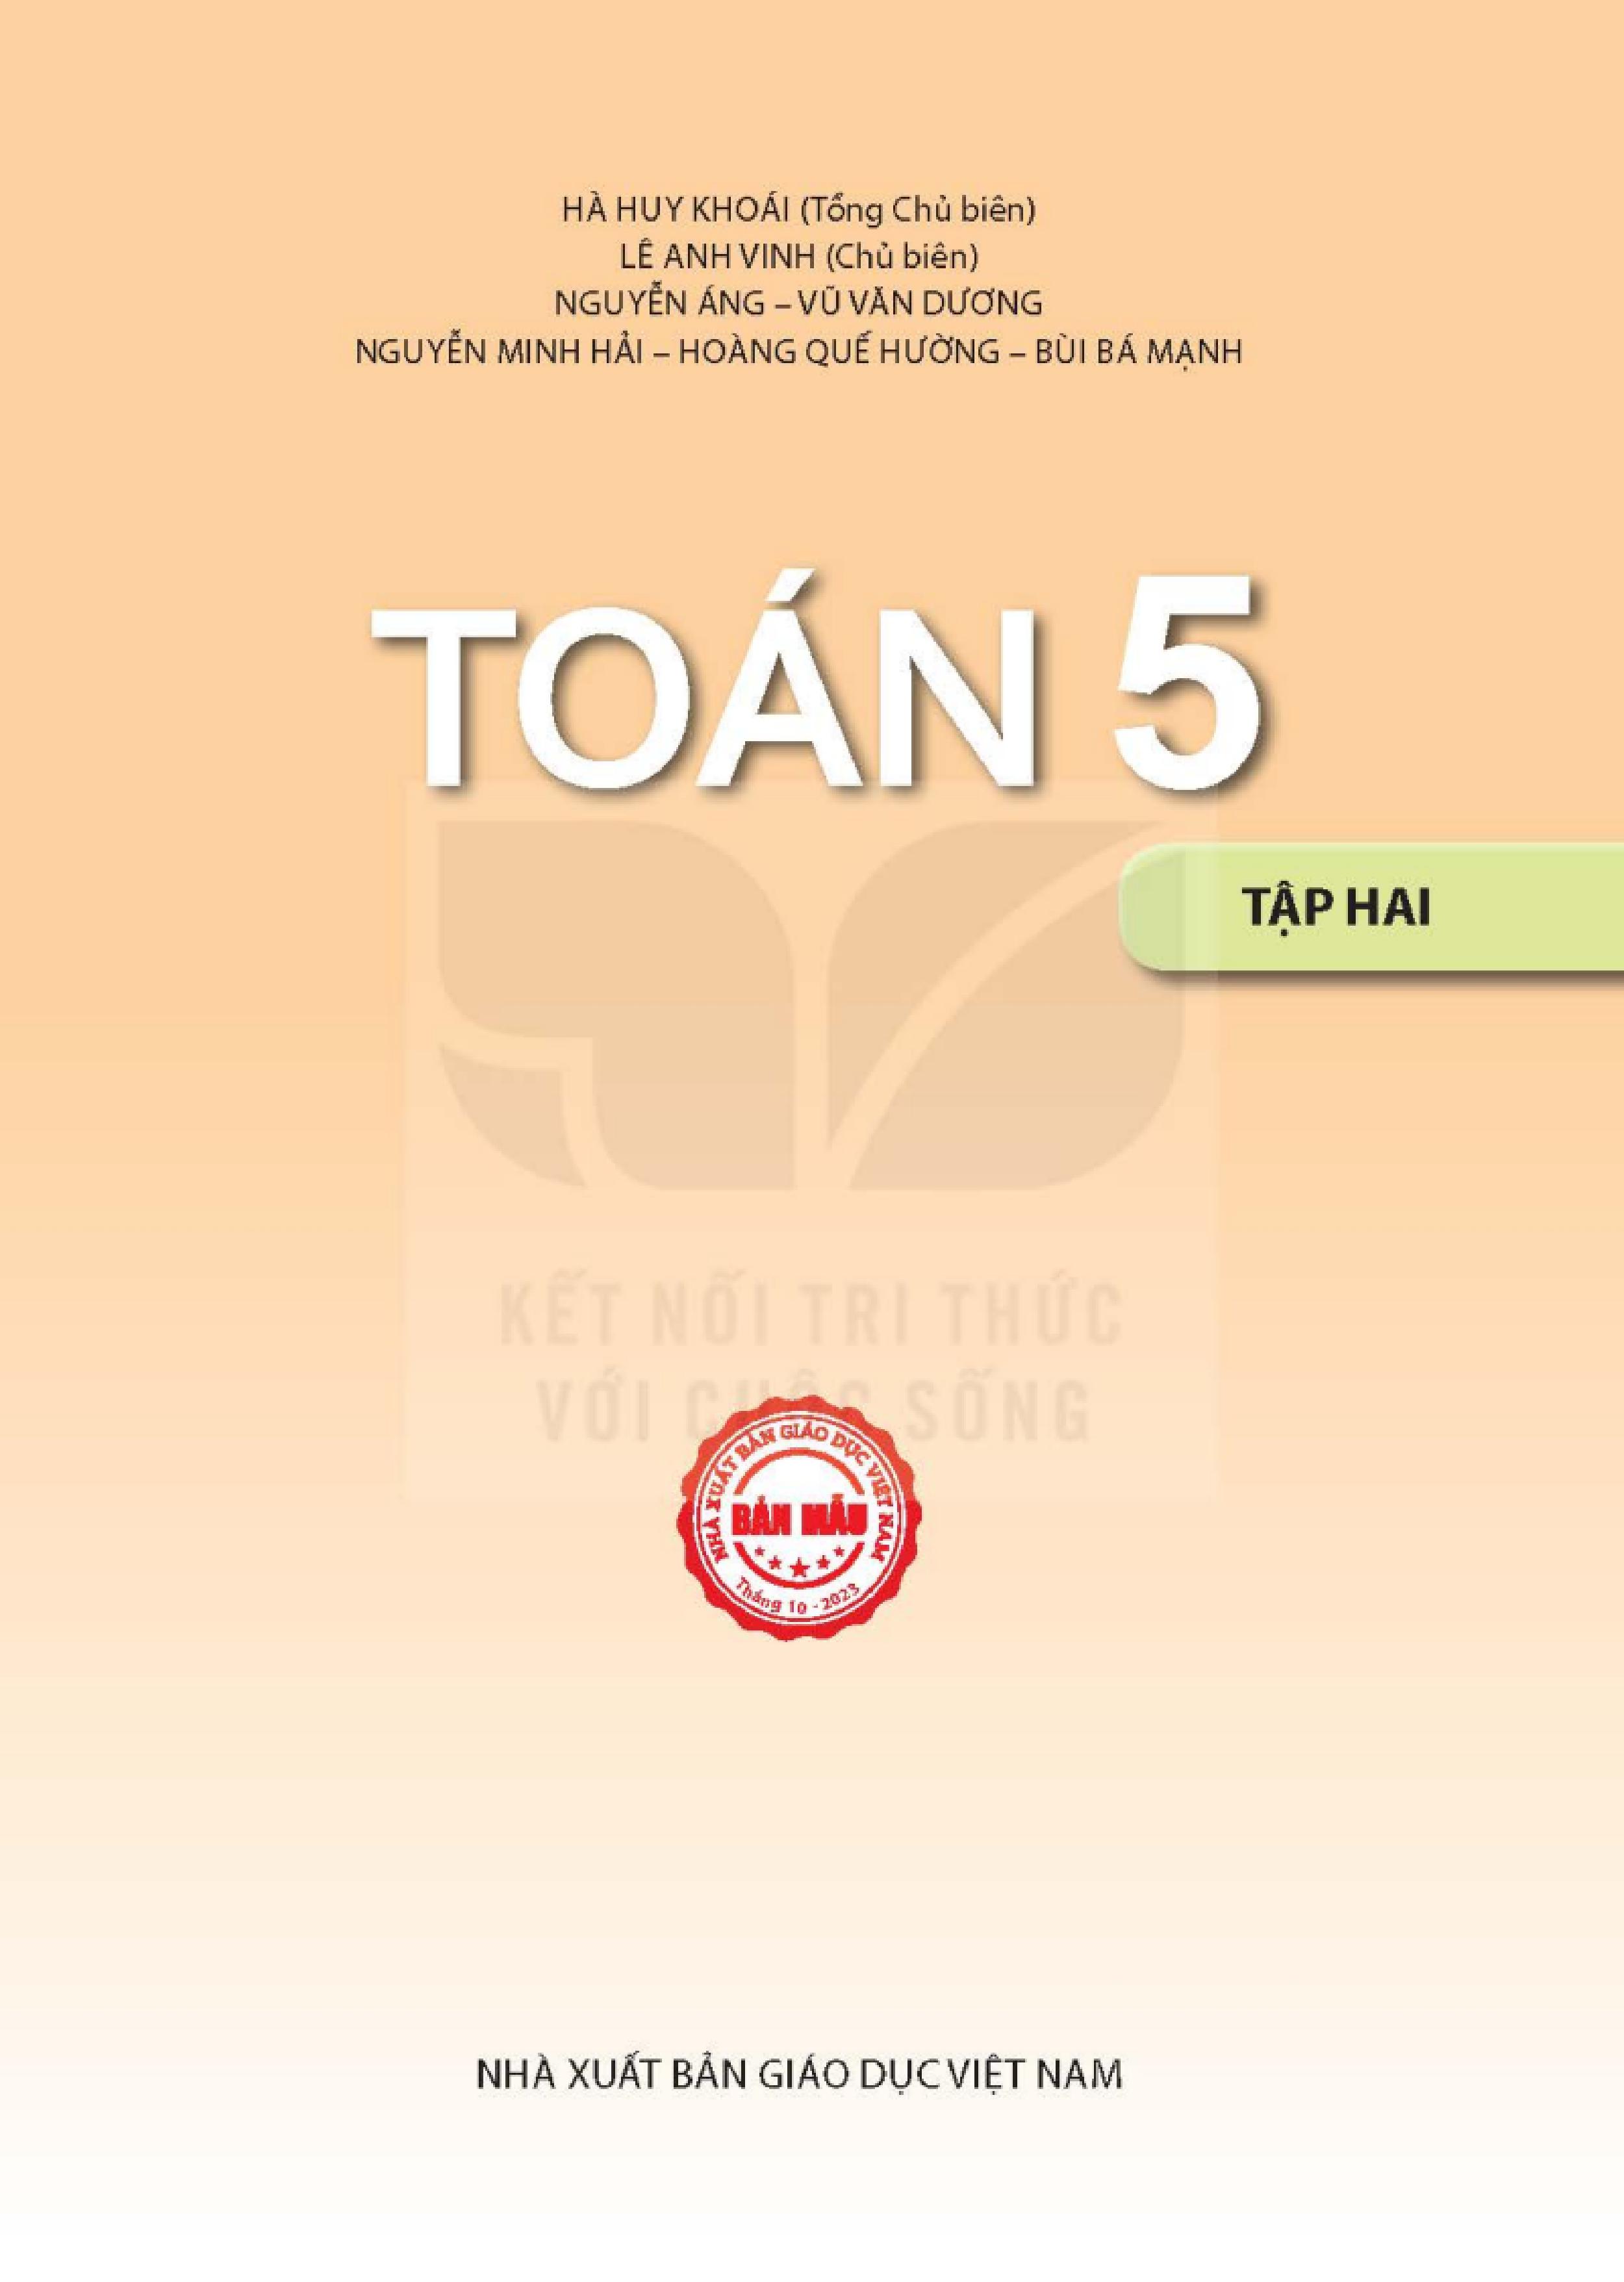 HÀ HUY KHOÁI (Tổng Chủ biên)
LÊ ANH VINH (Chủ biên)
NGUYỄN ÁNG – VŨ VĂN DƯƠNG
NGUYỄN MINH HẢI – HOÀNG QUẾ HƯỜNG – BÙI BÁ MẠNH
TOÁN 5
TẬP HAI
KẾT NỐI TRI THỨC
VỚI CUỘC SỐNG
NHÀ XUẤT BẢN GIÁO DỤC VIỆT NAM
BẢN MẪU
Tháng 10 - 2023
NHÀ XUẤT BẢN GIÁO DỤC VIỆT NAM